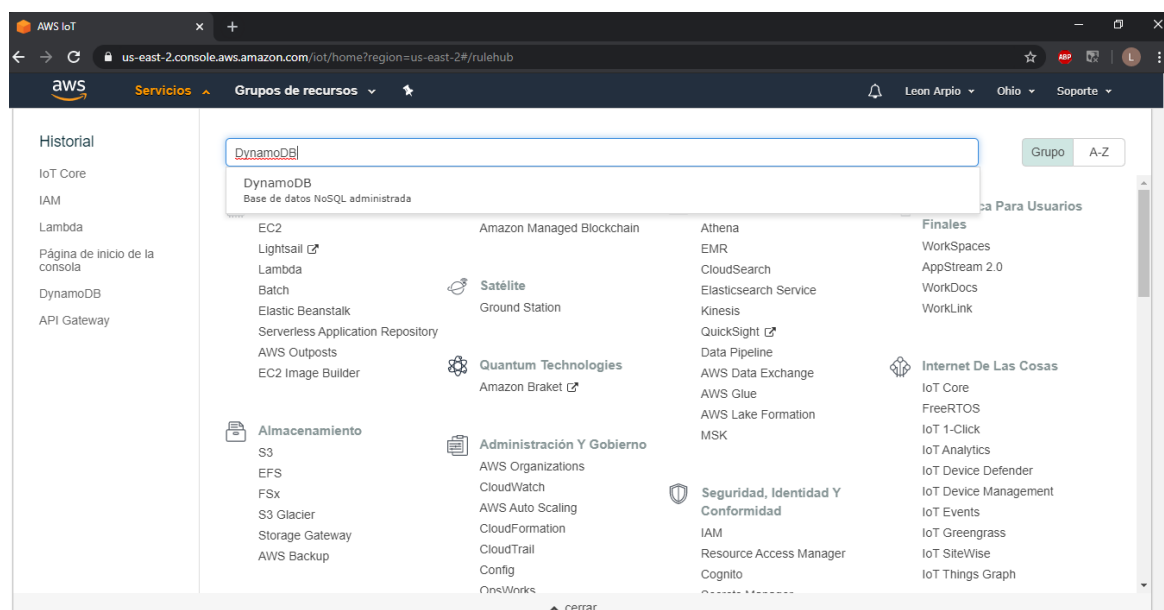 AWS IoT
us-east-2.console.aws.amazon.com/iot/home?region=us-east-2#/rulehub
ABP
L
aws
Servicios
Grupos de recursos
Leon Arpio
Ohio
Soporte
Historial
IoT Core
IAM
Lambda
Página de inicio de la
consola
DynamoDB
API Gateway
DynamoDB
Grupo
A-Z
DynamoDB
Base de datos NoSQL administrada
EC2
Lightsail
Lambda
Batch
Elastic Beanstalk
Serverless Application Repository
AWS Outposts
EC2 Image Builder
Almacenamiento
S3
EFS
FSx
S3 Glacier
Storage Gateway
AWS Backup
Amazon Managed Blockchain
Satélite
Ground Station
Quantum Technologies
Amazon Braket
Administración Y Gobierno
AWS Organizations
CloudWatch
AWS Auto Scaling
CloudFormation
CloudTrail
Config
OpsWorks
Athena
EMR
CloudSearch
Elasticsearch Service
Kinesis
QuickSight
Data Pipeline
AWS Data Exchange
AWS Glue
AWS Lake Formation
MSK
Seguridad, Identidad Y
Conformidad
IAM
Resource Access Manager
Cognito
Secrets Manager
ca Para Usuarios
Finales
WorkSpaces
AppStream 2.0
WorkDocs
WorkLink
Internet De Las Cosas
IoT Core
FreeRTOS
IoT 1-Click
IoT Analytics
IoT Device Defender
IoT Device Management
IoT Events
IoT Greengrass
IoT SiteWise
IoT Things Graph
cerrar